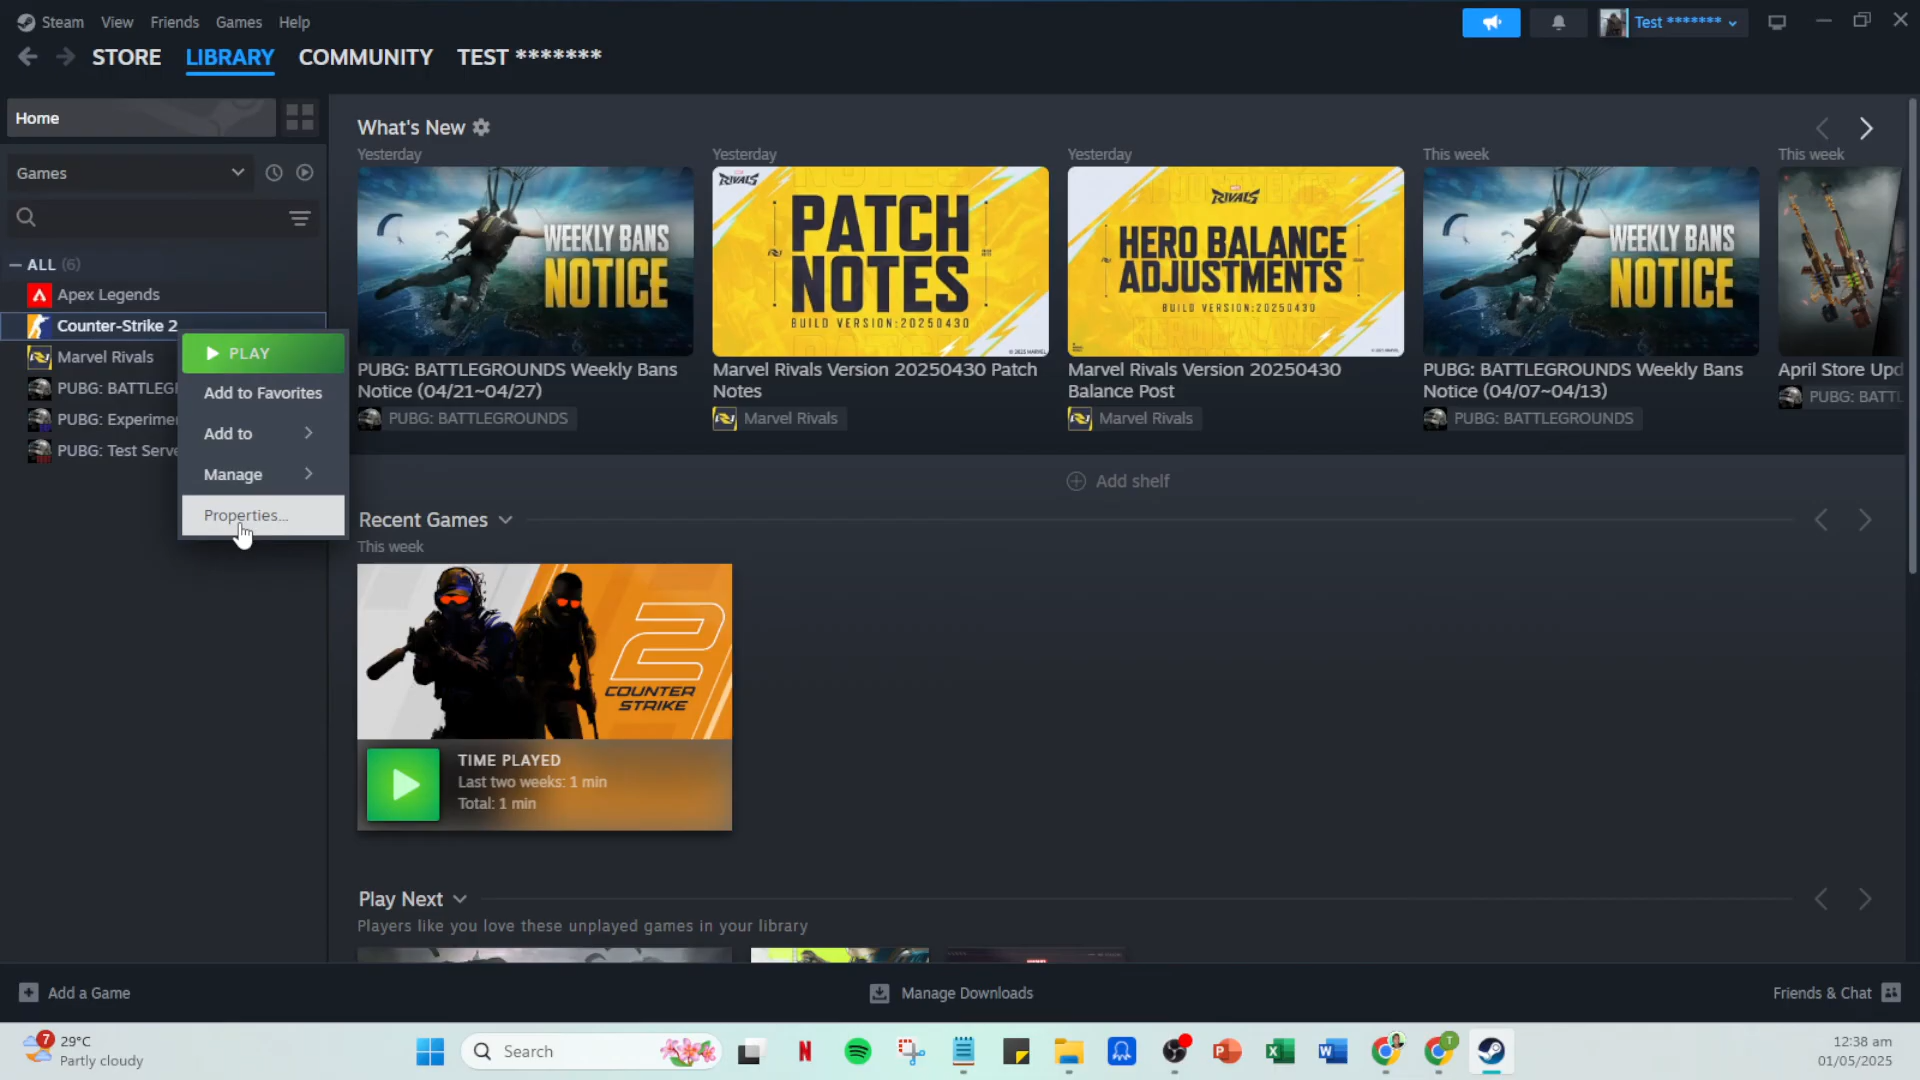 Steam View Friends Games Help
Test *******
STORE LIBRARY COMMUNITY TEST *******
Home
Games
ALL (6)
Apex Legends
Counter-Strike 2
Marvel Rivals
PUBG: BATTLEG
PUBG: Experime
PUBG: Test Serve
PLAY
Add to Favorites
Add to
Manage
Properties...
What's New
Yesterday
WEEKLY BANS
NOTICE
PUBG: BATTLEGROUNDS Weekly Bans
Notice (04/21~04/27)
PUBG: BATTLEGROUNDS
Yesterday
RIVALS
PATCH
NOTES
BUILD VERSION:20250430
Marvel Rivals Version 20250430 Patch
Notes
Marvel Rivals
Yesterday
RIVALS
HERO BALANCE
ADJUSTMENTS
BUILD VERSION:20250430
Marvel Rivals Version 20250430
Balance Post
Marvel Rivals
This week
WEEKLY BANS
NOTICE
PUBG: BATTLEGROUNDS Weekly Bans
Notice (04/07~04/13)
PUBG: BATTLEGROUNDS
This week
April Store Upd
PUBG: BATTL
Add shelf
Recent Games
This week
2
COUNTER
STRIKE
TIME PLAYED
Last two weeks: 1 min
Total: 1 min
Play Next
Players like you love these unplayed games in your library
Add a Game
Manage Downloads
Friends & Chat
7
29°C
Partly cloudy
Search
12:38 am
01/05/2025